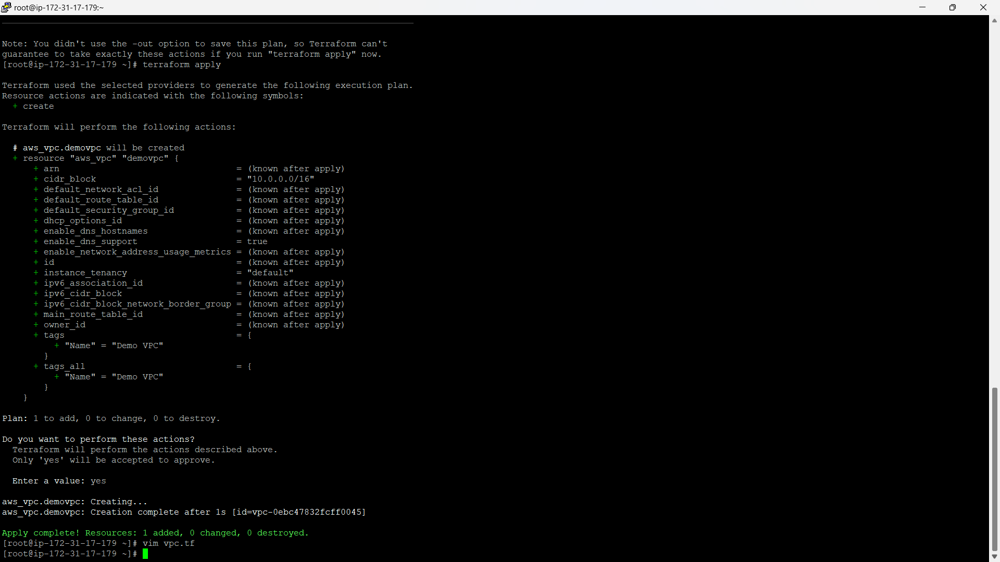 root@ip-172-31-17-179:~
Note: You didn't use the -out option to save this plan, so Terraform can't
guarantee to take exactly these actions if you run "terraform apply" now.
[root@ip-172-31-17-179 ~]# terraform apply
Terraform used the selected providers to generate the following execution plan.
Resource actions are indicated with the following symbols:
  + create
Terraform will perform the following actions:
  # aws_vpc.demovpc will be created
  + resource "aws_vpc" "demovpc" {
      + arn                                  = (known after apply)
      + cidr_block                           = "10.0.0.0/16"
      + default_network_acl_id               = (known after apply)
      + default_route_table_id               = (known after apply)
      + default_security_group_id            = (known after apply)
      + dhcp_options_id                      = (known after apply)
      + enable_dns_hostnames                 = (known after apply)
      + enable_dns_support                   = true
      + enable_network_address_usage_metrics = (known after apply)
      + id                                   = (known after apply)
      + instance_tenancy                     = "default"
      + ipv6_association_id                  = (known after apply)
      + ipv6_cidr_block                      = (known after apply)
      + ipv6_cidr_block_network_border_group = (known after apply)
      + main_route_table_id                  = (known after apply)
      + owner_id                             = (known after apply)
      + tags                                 = {
          + "Name" = "Demo VPC"
        }
      + tags_all                             = {
          + "Name" = "Demo VPC"
        }
    }
Plan: 1 to add, 0 to change, 0 to destroy.
Do you want to perform these actions?
  Terraform will perform the actions described above.
  Only 'yes' will be accepted to approve.
  Enter a value: yes
aws_vpc.demovpc: Creating...
aws_vpc.demovpc: Creation complete after 1s [id=vpc-0ebc47832fcff0045]
Apply complete! Resources: 1 added, 0 changed, 0 destroyed.
[root@ip-172-31-17-179 ~]# vim vpc.tf
[root@ip-172-31-17-179 ~]#